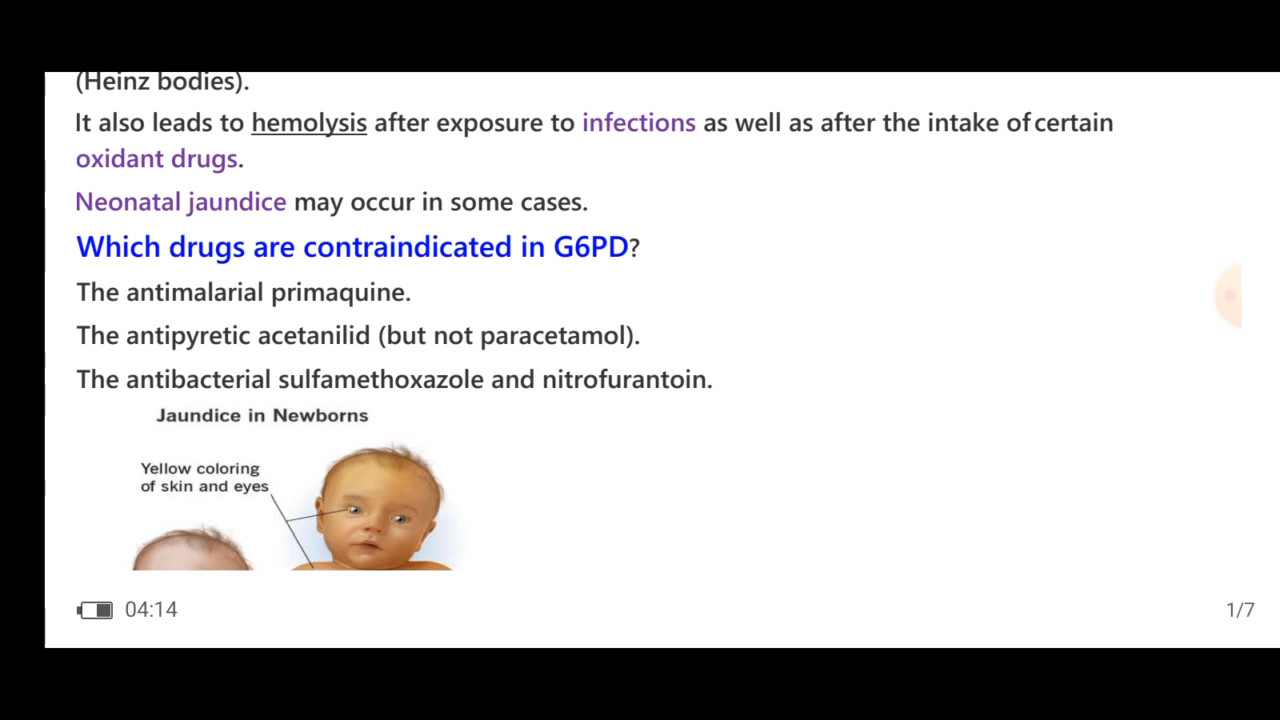 (Heinz bodies).
It also leads to hemolysis after exposure to infections as well as after the intake of certain
oxidant drugs.
Neonatal jaundice may occur in some cases.
Which drugs are contraindicated in G6PD?
The antimalarial primaquine.
The antipyretic acetanilid (but not paracetamol).
The antibacterial sulfamethoxazole and nitrofurantoin.
Jaundice in Newborns
Yellow coloring
of skin and eyes
04:14
1/7